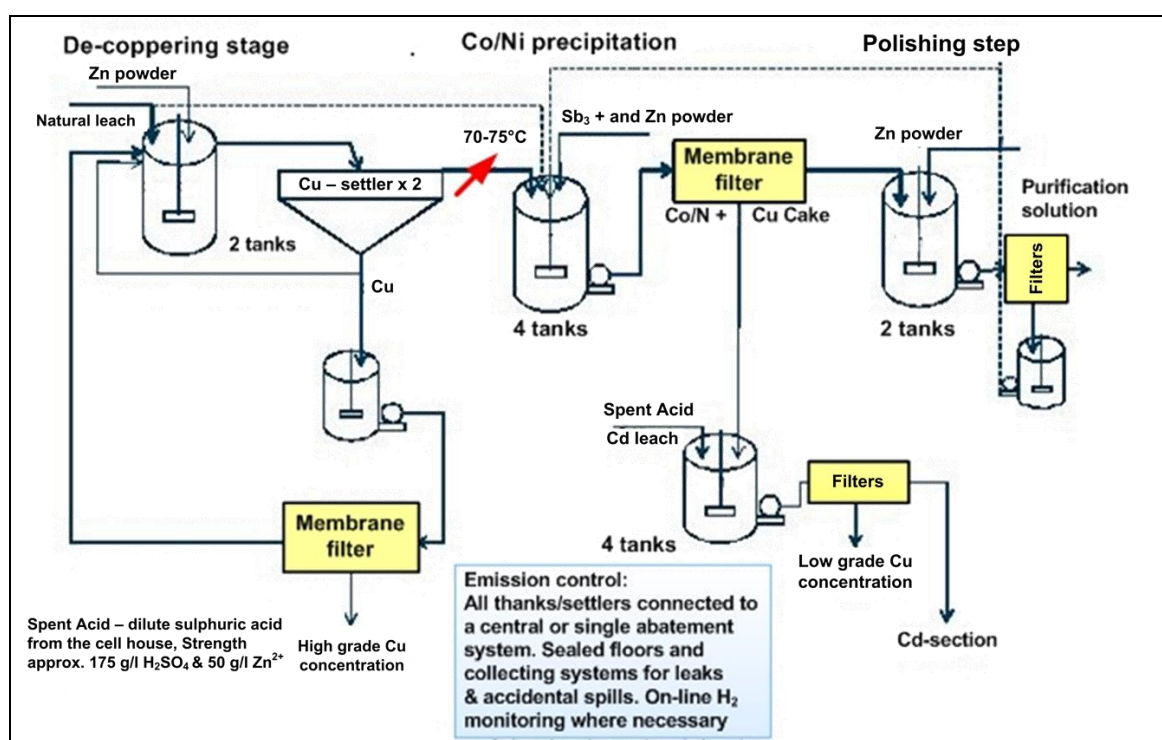 De-coppering stage
Co/Ni precipitation
Polishing step
Zn powder
Natural leach
70-75°C
Sb₃ + and Zn powder
Zn powder
Cu – settler x 2
Membrane
filter
Co/N +
Cu Cake
Purification
solution
Filters
2 tanks
Cu
4 tanks
2 tanks
Spent Acid
Cd leach
Filters
4 tanks
Membrane
filter
Low grade Cu
concentration
Cd-section
High grade Cu
concentration
Spent Acid – dilute sulphuric acid
from the cell house, Strength
approx. 175 g/l H₂SO₄ & 50 g/l Zn²⁺
Emission control:
All thanks/settlers connected to
a central or single abatement
system. Sealed floors and
collecting systems for leaks
& accidental spills. On-line H₂
monitoring where necessary